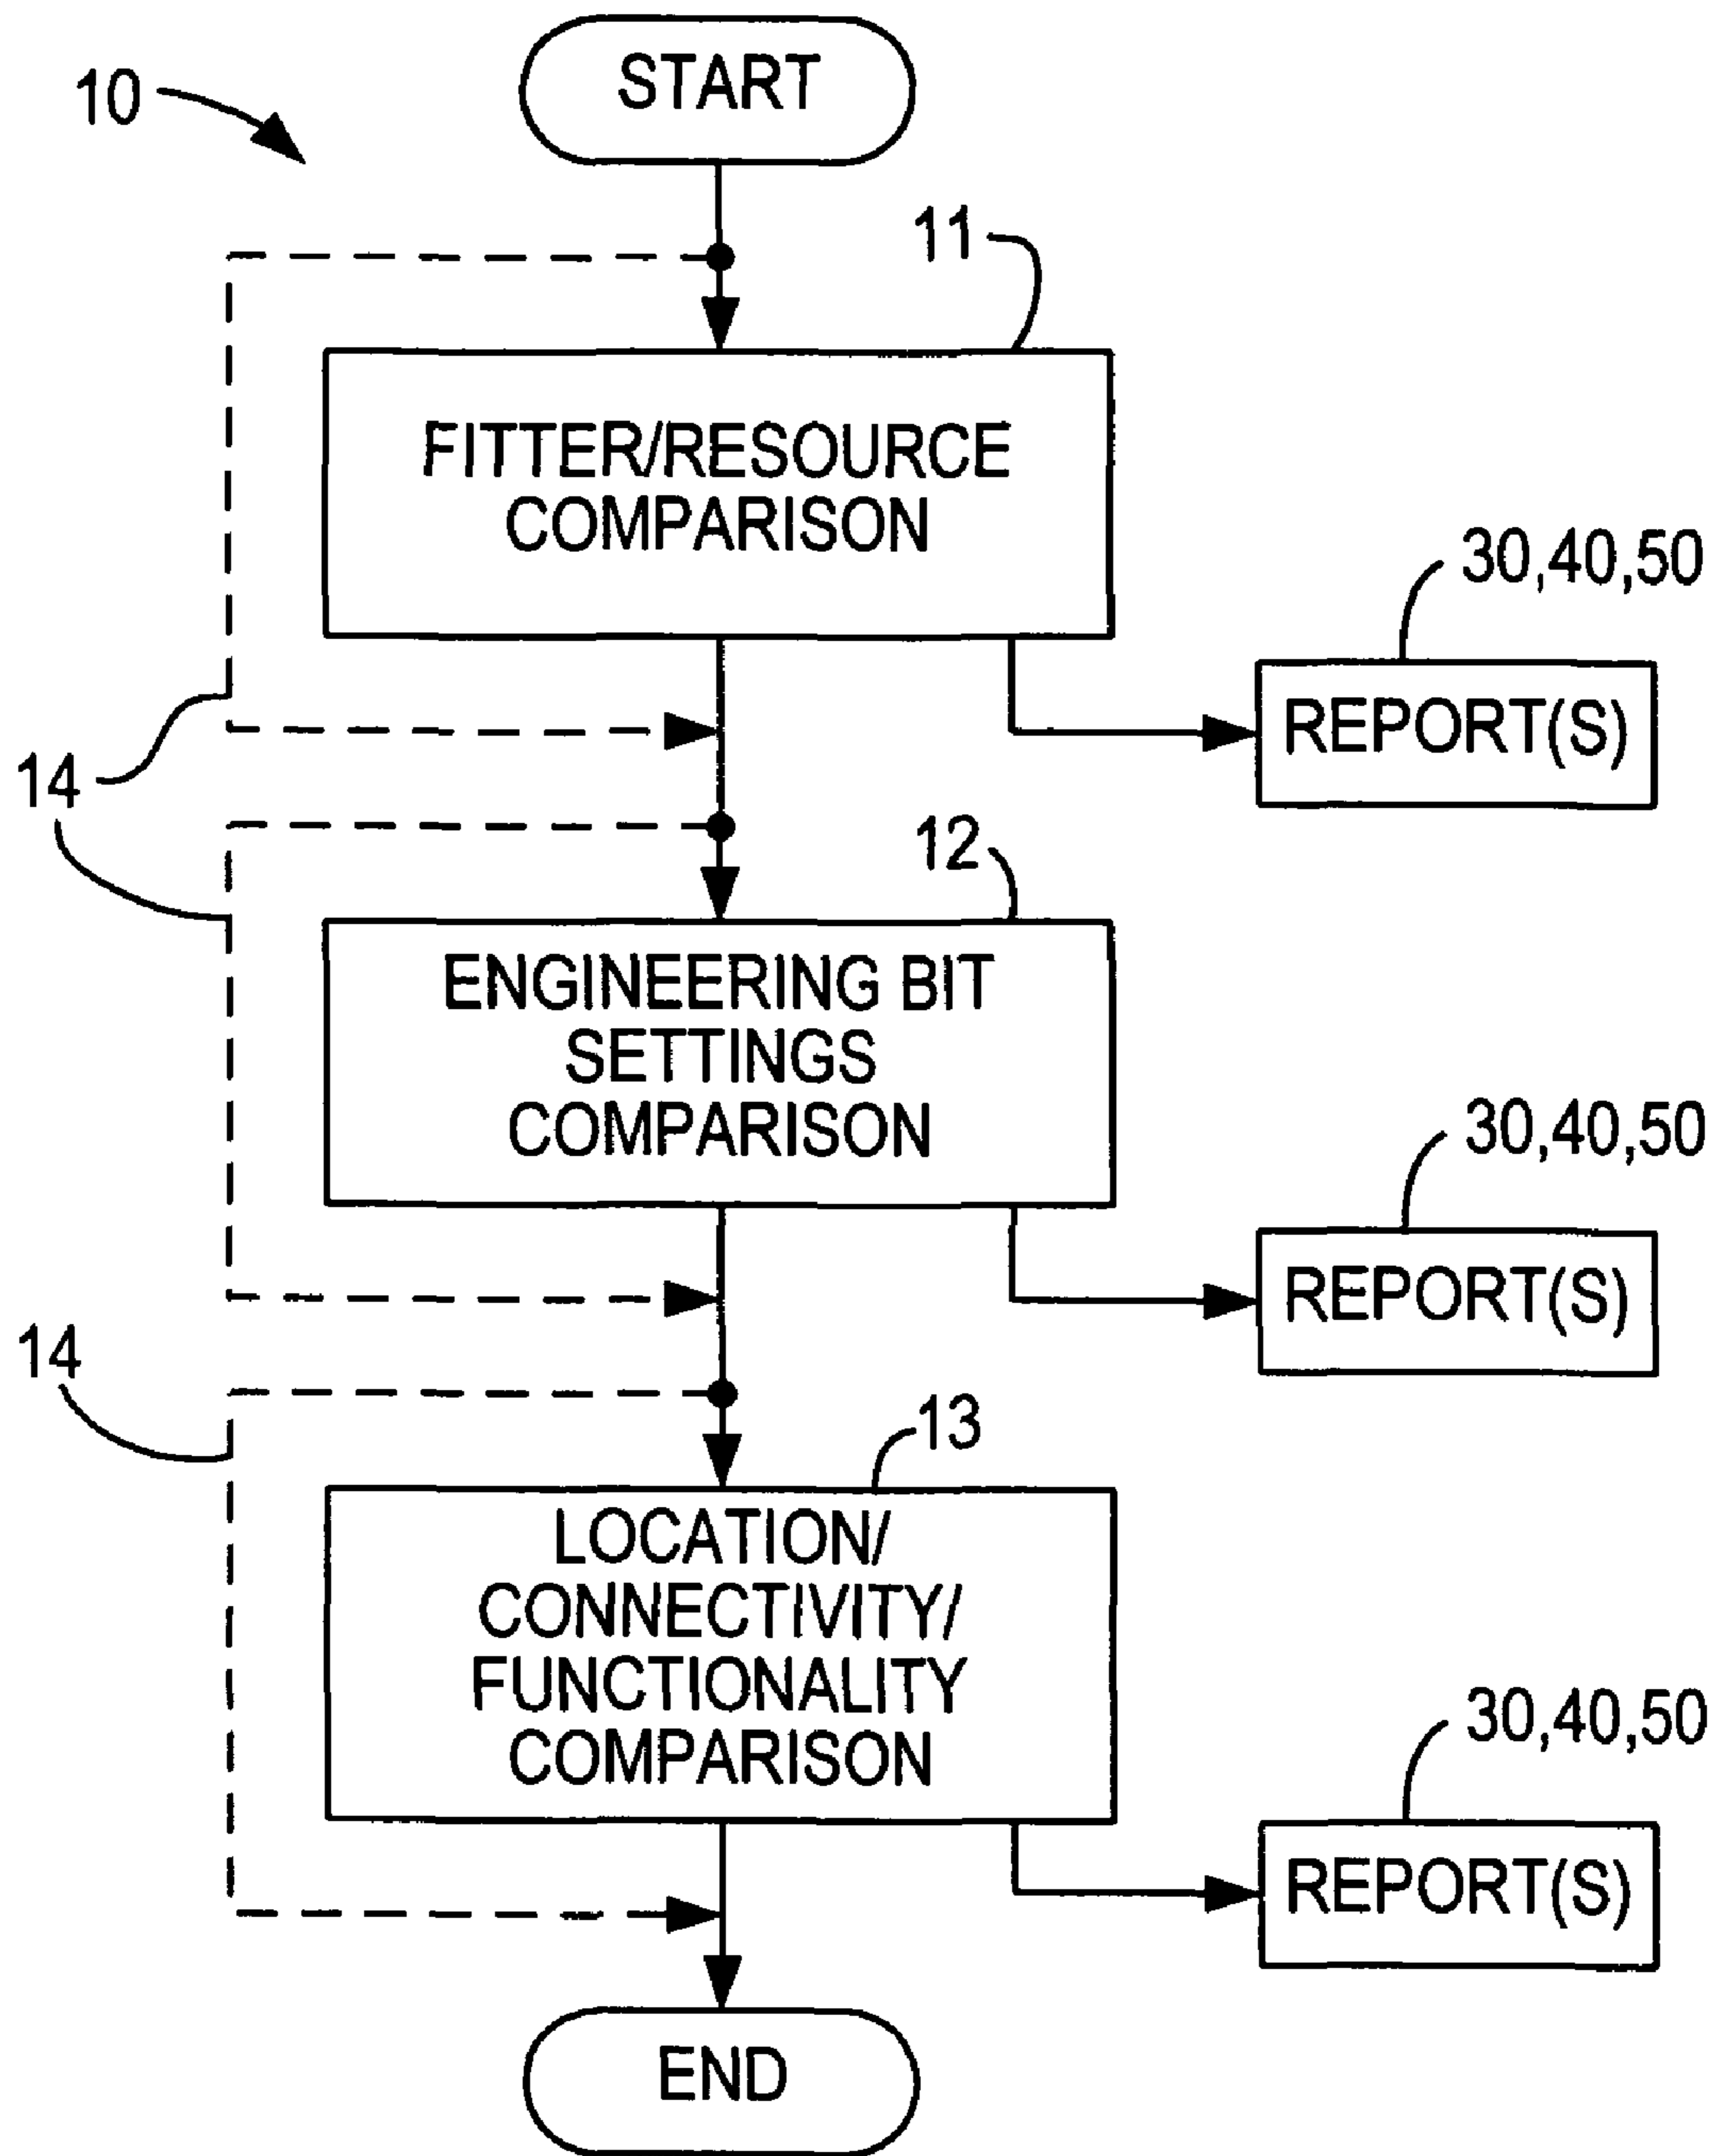 START
10
11
FITTER/RESOURCE
COMPARISON
30,40,50
REPORT(S)
14
12
ENGINEERING BIT
SETTINGS
COMPARISON
30,40,50
REPORT(S)
14
13
LOCATION/
CONNECTIVITY/
FUNCTIONALITY
COMPARISON
30,40,50
REPORT(S)
END